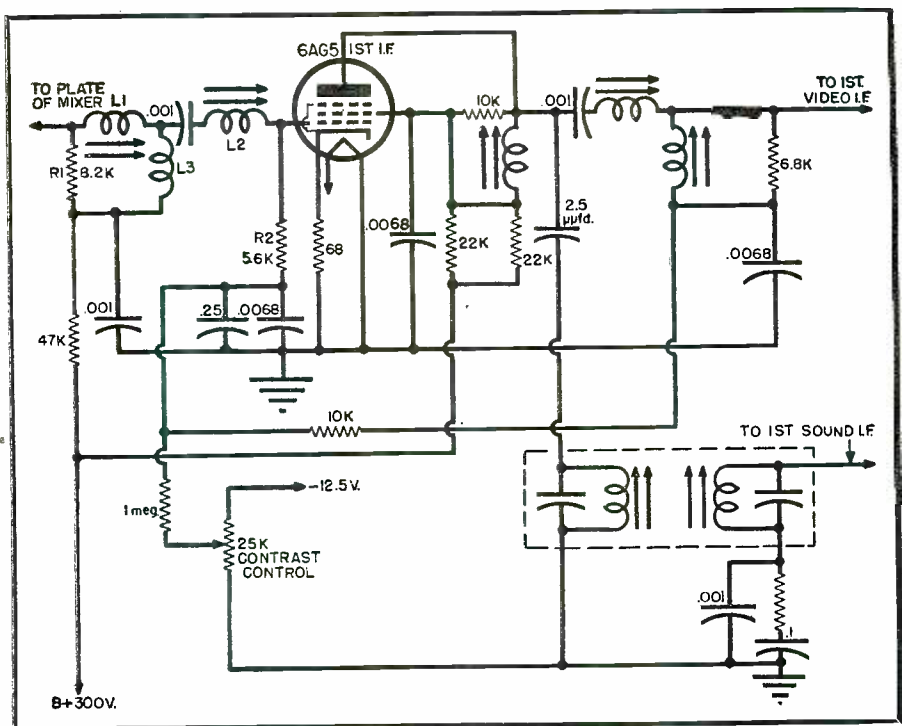 6AG5 1ST I.F.
TO PLATE
OF MIXER L1
.001
L2
R1
8.2K
L3
10K
.001
TO 1ST.
VIDEO I.F.
6.8K
R2
5.6K
68
.0068
22K
22K
2.5
µµfd.
.0068
.001
.25
.0068
47K
10K
TO 1ST SOUND I.F.
1 meg.
-12.5V.
25K
CONTRAST
CONTROL
.001
.1
B+300V.